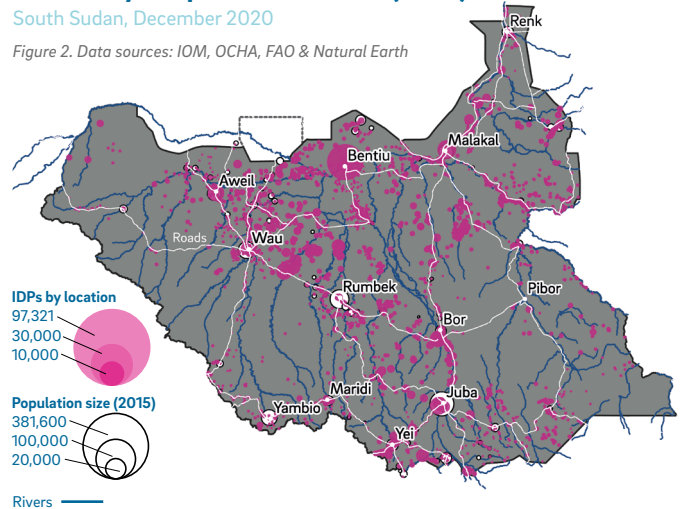 South Sudan, December 2020
Figure 2. Data sources: IOM, OCHA, FAO & Natural Earth
Renk
Malakal
Bentiu
Aweil
Roads
Wau
Rumbek
Pibor
Bor
Maridi
Juba
Yambio
Yei
IDPs by location
97,321
30,000
10,000
Population size (2015)
381,600
100,000
20,000
Rivers